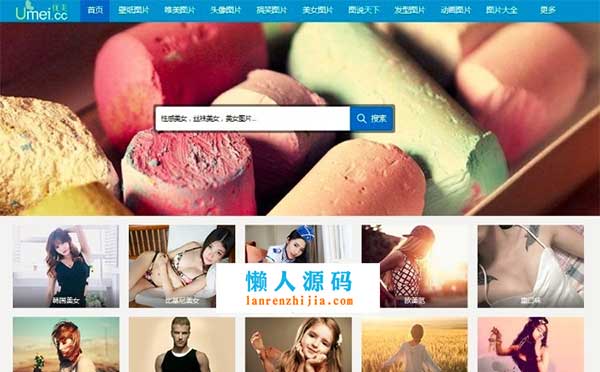 Umei.cc 优美
首页 壁纸图片 唯美图片 头像图片 搞笑图片 美女图片 图说天下 发型图片 动画图片 图片大全 更多
性感美女，丝袜美女，美女图片...
搜索
韩国美女 比基尼美女 欧美范
懒人源码
lanrenzhijia.com